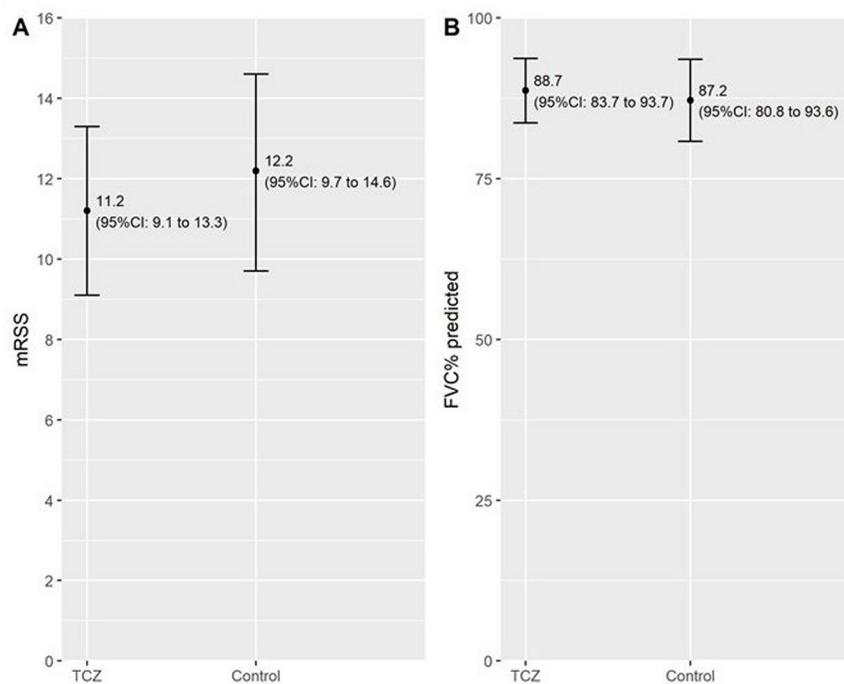 A
mRSS
16
14
12
10
8
6
4
2
0
11.2
(95%CI: 9.1 to 13.3)
12.2
(95%CI: 9.7 to 14.6)
TCZ
Control
B
FVC% predicted
100
75
50
25
0
88.7
(95%CI: 83.7 to 93.7)
87.2
(95%CI: 80.8 to 93.6)
TCZ
Control